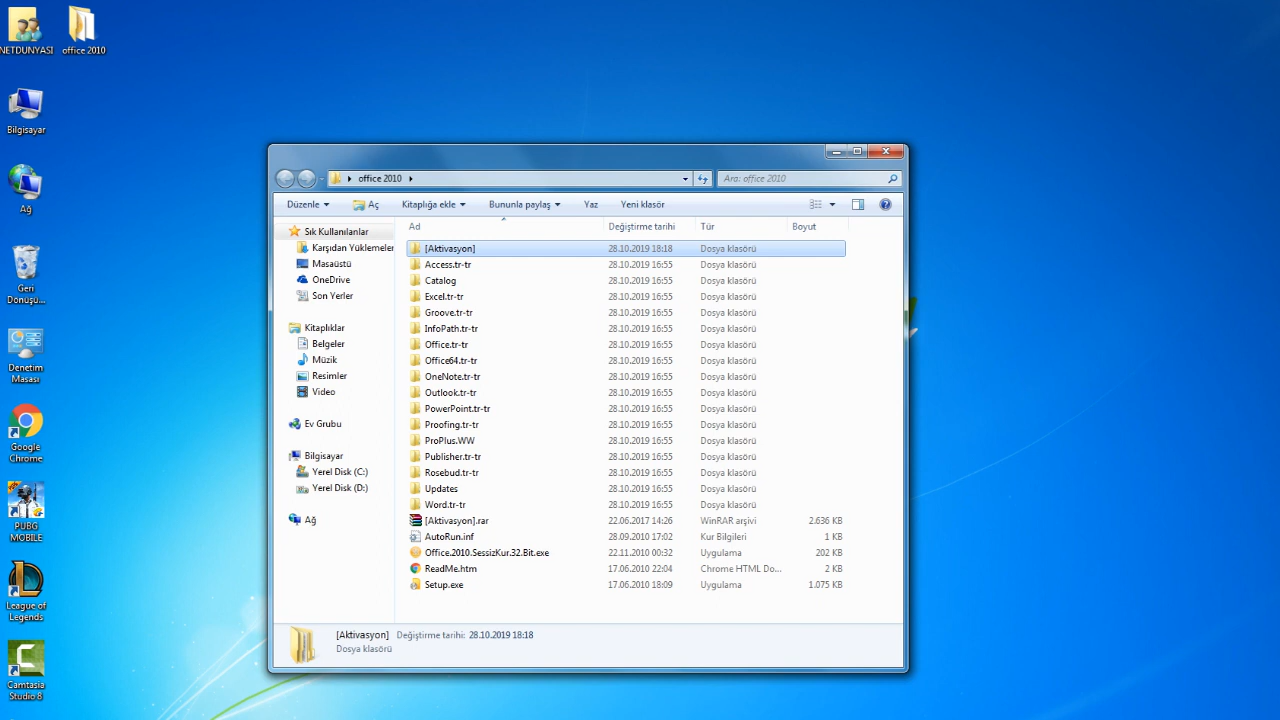 NETDUNYASI
office 2010
Bilgisayar
Ağ
Geri
Dönüşü...
Denetim
Masası
Google
Chrome
PUBG
MOBILE
League of
Legends
Camtasia
Studio 8
office 2010
Ara: office 2010
Düzenle
Aç
Kitaplığa ekle
Bununla paylaş
Yaz
Yeni klasör
Sık Kullanılanlar
Karşıdan Yüklemeler
Masaüstü
OneDrive
Son Yerler
Kitaplıklar
Belgeler
Müzik
Resimler
Video
Ev Grubu
Bilgisayar
Yerel Disk (C:)
Yerel Disk (D:)
Ağ
Ad Değiştirme tarihi Tür Boyut
[Aktivasyon] 28.10.2019 18:18 Dosya klasörü
Access.tr-tr 28.10.2019 16:55 Dosya klasörü
Catalog 28.10.2019 16:55 Dosya klasörü
Excel.tr-tr 28.10.2019 16:55 Dosya klasörü
Groove.tr-tr 28.10.2019 16:55 Dosya klasörü
InfoPath.tr-tr 28.10.2019 16:55 Dosya klasörü
Office.tr-tr 28.10.2019 16:55 Dosya klasörü
Office64.tr-tr 28.10.2019 16:55 Dosya klasörü
OneNote.tr-tr 28.10.2019 16:55 Dosya klasörü
Outlook.tr-tr 28.10.2019 16:55 Dosya klasörü
PowerPoint.tr-tr 28.10.2019 16:55 Dosya klasörü
Proofing.tr-tr 28.10.2019 16:55 Dosya klasörü
ProPlus.WW 28.10.2019 16:55 Dosya klasörü
Publisher.tr-tr 28.10.2019 16:55 Dosya klasörü
Rosebud.tr-tr 28.10.2019 16:55 Dosya klasörü
Updates 28.10.2019 16:55 Dosya klasörü
Word.tr-tr 28.10.2019 16:55 Dosya klasörü
[Aktivasyon].rar 22.06.2017 14:26 WinRAR arşivi 2.636 KB
AutoRun.inf 28.09.2010 17:02 Kur Bilgileri 1 KB
Office.2010.SessizKur.32.Bit.exe 22.11.2010 00:32 Uygulama 202 KB
ReadMe.htm 17.06.2010 22:04 Chrome HTML Do... 2 KB
Setup.exe 17.06.2010 18:09 Uygulama 1.075 KB
[Aktivasyon] Değiştirme tarihi: 28.10.2019 18:18
Dosya klasörü